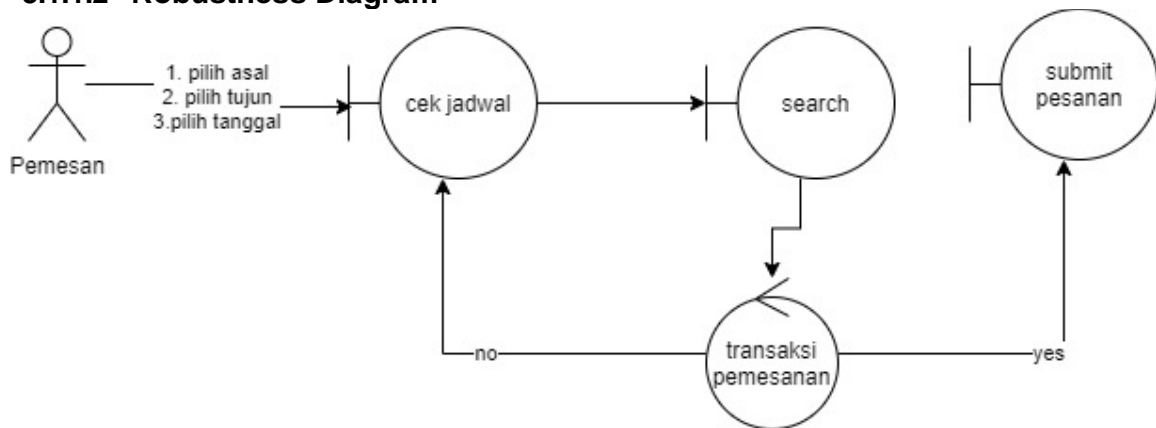 Robustness Diagram
1. pilih asal
2. pilih tujun
3.pilih tanggal
Pemesan
cek jadwal
search
submit
pesanan
no
transaksi
pemesanan
yes